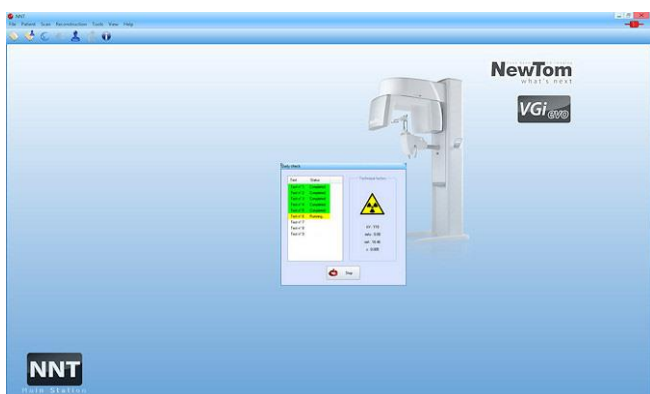 NNT
File Patient Scan Reconstruction Tools View Help
NewTom
what's next
VGi evo
Daily check
Test Status
Technical factors
Test n° 1 Completed
Test n° 2 Completed
Test n° 3 Completed
Test n° 4 Completed
Test n° 5 Completed
Test n° 6 Running...
Test n° 7
Test n° 8
Test n° 9
Stop
NNT
Main Station